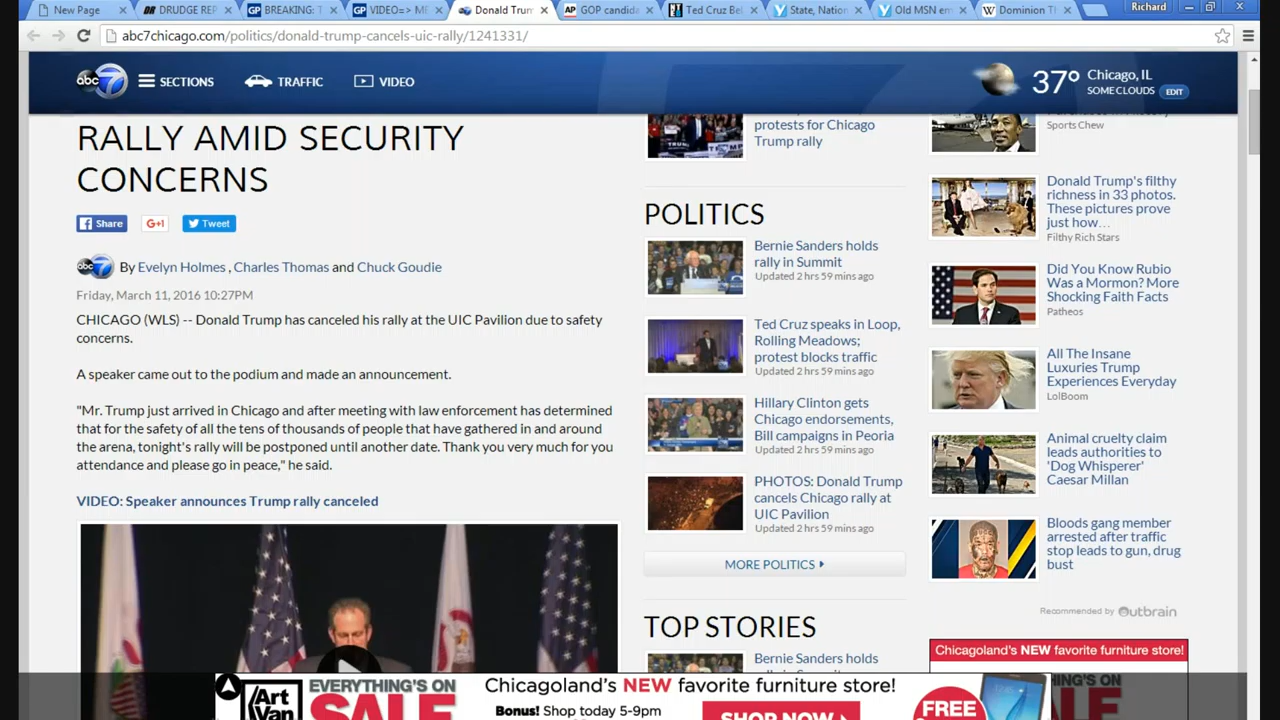 New Page
DRUDGE REP
BREAKING: T
VIDEO=> M
Donald Trum
GOP candida
Ted Cruz Bel
State, Nation
Old MSN em
Dominion Th
Richard
abc7chicago.com/politics/donald-trump-cancels-uic-rally/1241331/
abc 7
SECTIONS
TRAFFIC
VIDEO
37°
Chicago, IL
SOME CLOUDS
EDIT
RALLY AMID SECURITY
CONCERNS
Share
G+1
Tweet
By Evelyn Holmes , Charles Thomas and Chuck Goudie
Friday, March 11, 2016 10:27PM
CHICAGO (WLS) -- Donald Trump has canceled his rally at the UIC Pavilion due to safety
concerns.
A speaker came out to the podium and made an announcement.
"Mr. Trump just arrived in Chicago and after meeting with law enforcement has determined
that for the safety of all the tens of thousands of people that have gathered in and around
the arena, tonight's rally will be postponed until another date. Thank you very much for you
attendance and please go in peace," he said.
VIDEO: Speaker announces Trump rally canceled
protests for Chicago
Trump rally
POLITICS
Bernie Sanders holds
rally in Summit
Updated 2 hrs 59 mins ago
Ted Cruz speaks in Loop,
Rolling Meadows;
protest blocks traffic
Updated 2 hrs 59 mins ago
Hillary Clinton gets
Chicago endorsements,
Bill campaigns in Peoria
Updated 2 hrs 59 mins ago
PHOTOS: Donald Trump
cancels Chicago rally at
UIC Pavilion
Updated 2 hrs 59 mins ago
MORE POLITICS
TOP STORIES
Bernie Sanders holds
Sports Chew
Donald Trump's filthy
richness in 33 photos.
These pictures prove
just how…
Filthy Rich Stars
Did You Know Rubio
Was a Mormon? More
Shocking Faith Facts
Patheos
All The Insane
Luxuries Trump
Experiences Everyday
LolBoom
Animal cruelty claim
leads authorities to
'Dog Whisperer'
Caesar Millan
Bloods gang member
arrested after traffic
stop leads to gun, drug
bust
Recommended by Outbrain
Chicagoland's NEW favorite furniture store!
Art
Van
EVERYTHING'S ON
SALE
Chicagoland's NEW favorite furniture store!
Bonus! Shop today 5-9pm
SHOP NOW
FREE